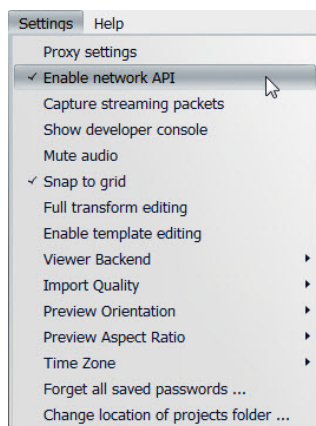 Settings Help
Proxy settings
Enable network API
Capture streaming packets
Show developer console
Mute audio
Snap to grid
Full transform editing
Enable template editing
Viewer Backend
Import Quality
Preview Orientation
Preview Aspect Ratio
Time Zone
Forget all saved passwords ...
Change location of projects folder ...